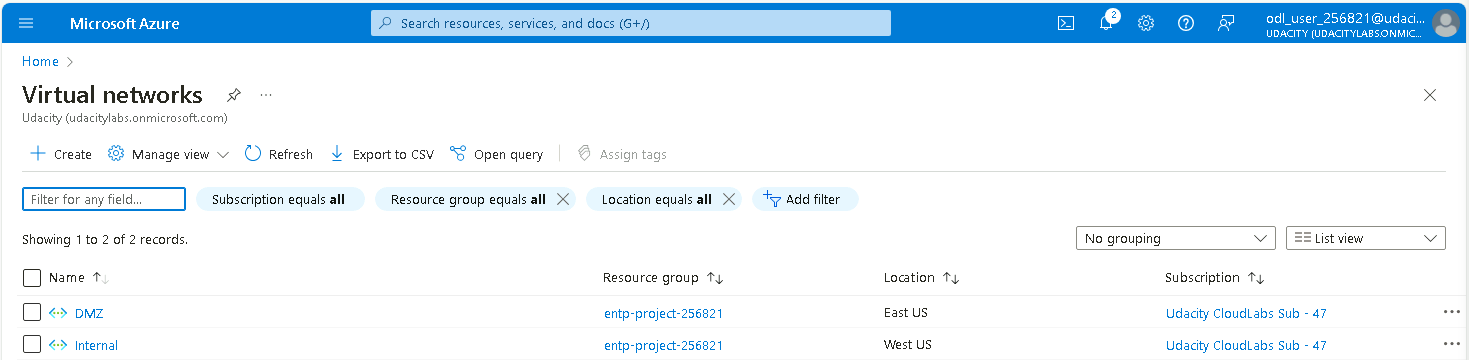 Microsoft Azure
Search resources, services, and docs (G+/)
2
odl_user_256821@udaci...
UDACITY (UDACITYLABS.ONMIC...
Home
Virtual networks
...
Udacity (udacitylabs.onmicrosoft.com)
Create Manage view Refresh Export to CSV Open query Assign tags
Filter for any field... Subscription equals all Resource group equals all Location equals all Add filter
Showing 1 to 2 of 2 records.
No grouping List view
Name Resource group Location Subscription
DMZ entp-project-256821 East US Udacity CloudLabs Sub - 47 ...
Internal entp-project-256821 West US Udacity CloudLabs Sub - 47 ...